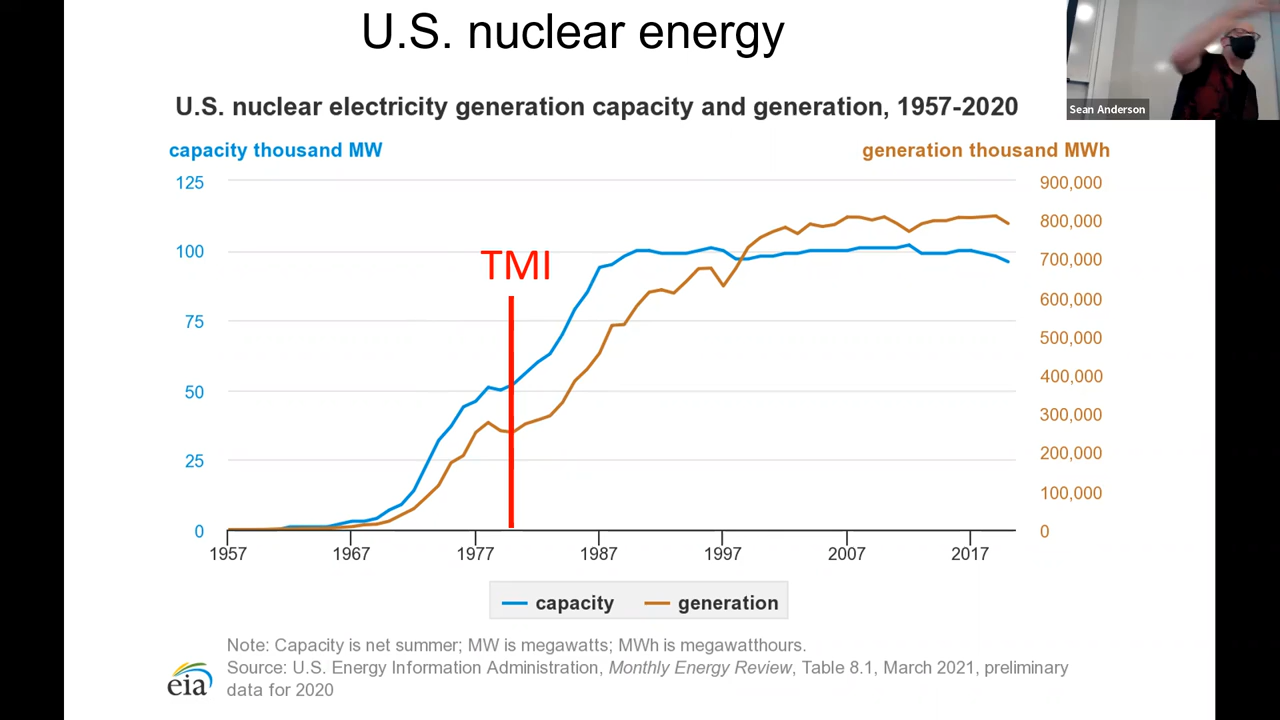 U.S. nuclear energy
Sean Anderson
U.S. nuclear electricity generation capacity and generation, 1957-2020
capacity thousand MW
generation thousand MWh
125
100
75
50
25
0
900,000
800,000
700,000
600,000
500,000
400,000
300,000
200,000
100,000
0
TMI
1957 1967 1977 1987 1997 2007 2017
capacity generation
Note: Capacity is net summer; MW is megawatts; MWh is megawatthours.
Source: U.S. Energy Information Administration, Monthly Energy Review, Table 8.1, March 2021, preliminary
data for 2020
eia